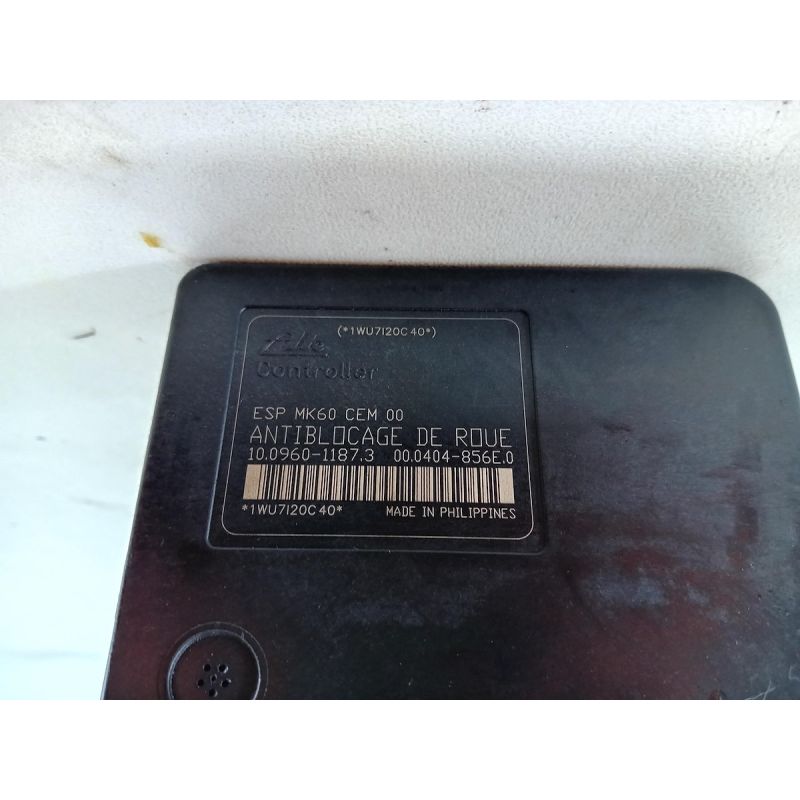 (*1WU7I20C40*)
Ate
Controller
ESP MK60 CEM 00
ANTIBLOCAGE DE ROUE
10.0960-1187.3 00.0404-856E.0
*1WU7I20C40* MADE IN PHILIPPINES